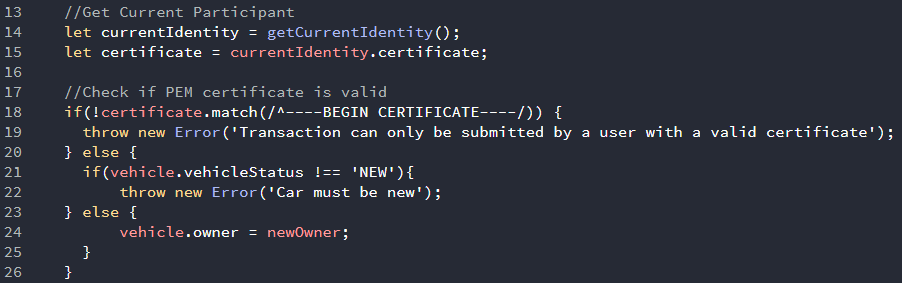 13 //Get Current Participant
14 let currentIdentity = getCurrentIdentity();
15 let certificate = currentIdentity.certificate;
16
17 //Check if PEM certificate is valid
18 if(!certificate.match(/^----BEGIN CERTIFICATE----/)) {
19   throw new Error('Transaction can only be submitted by a user with a valid certificate');
20 } else {
21   if(vehicle.vehicleStatus !== 'NEW'){
22       throw new Error('Car must be new');
23 } else {
24       vehicle.owner = newOwner;
25   }
26 }